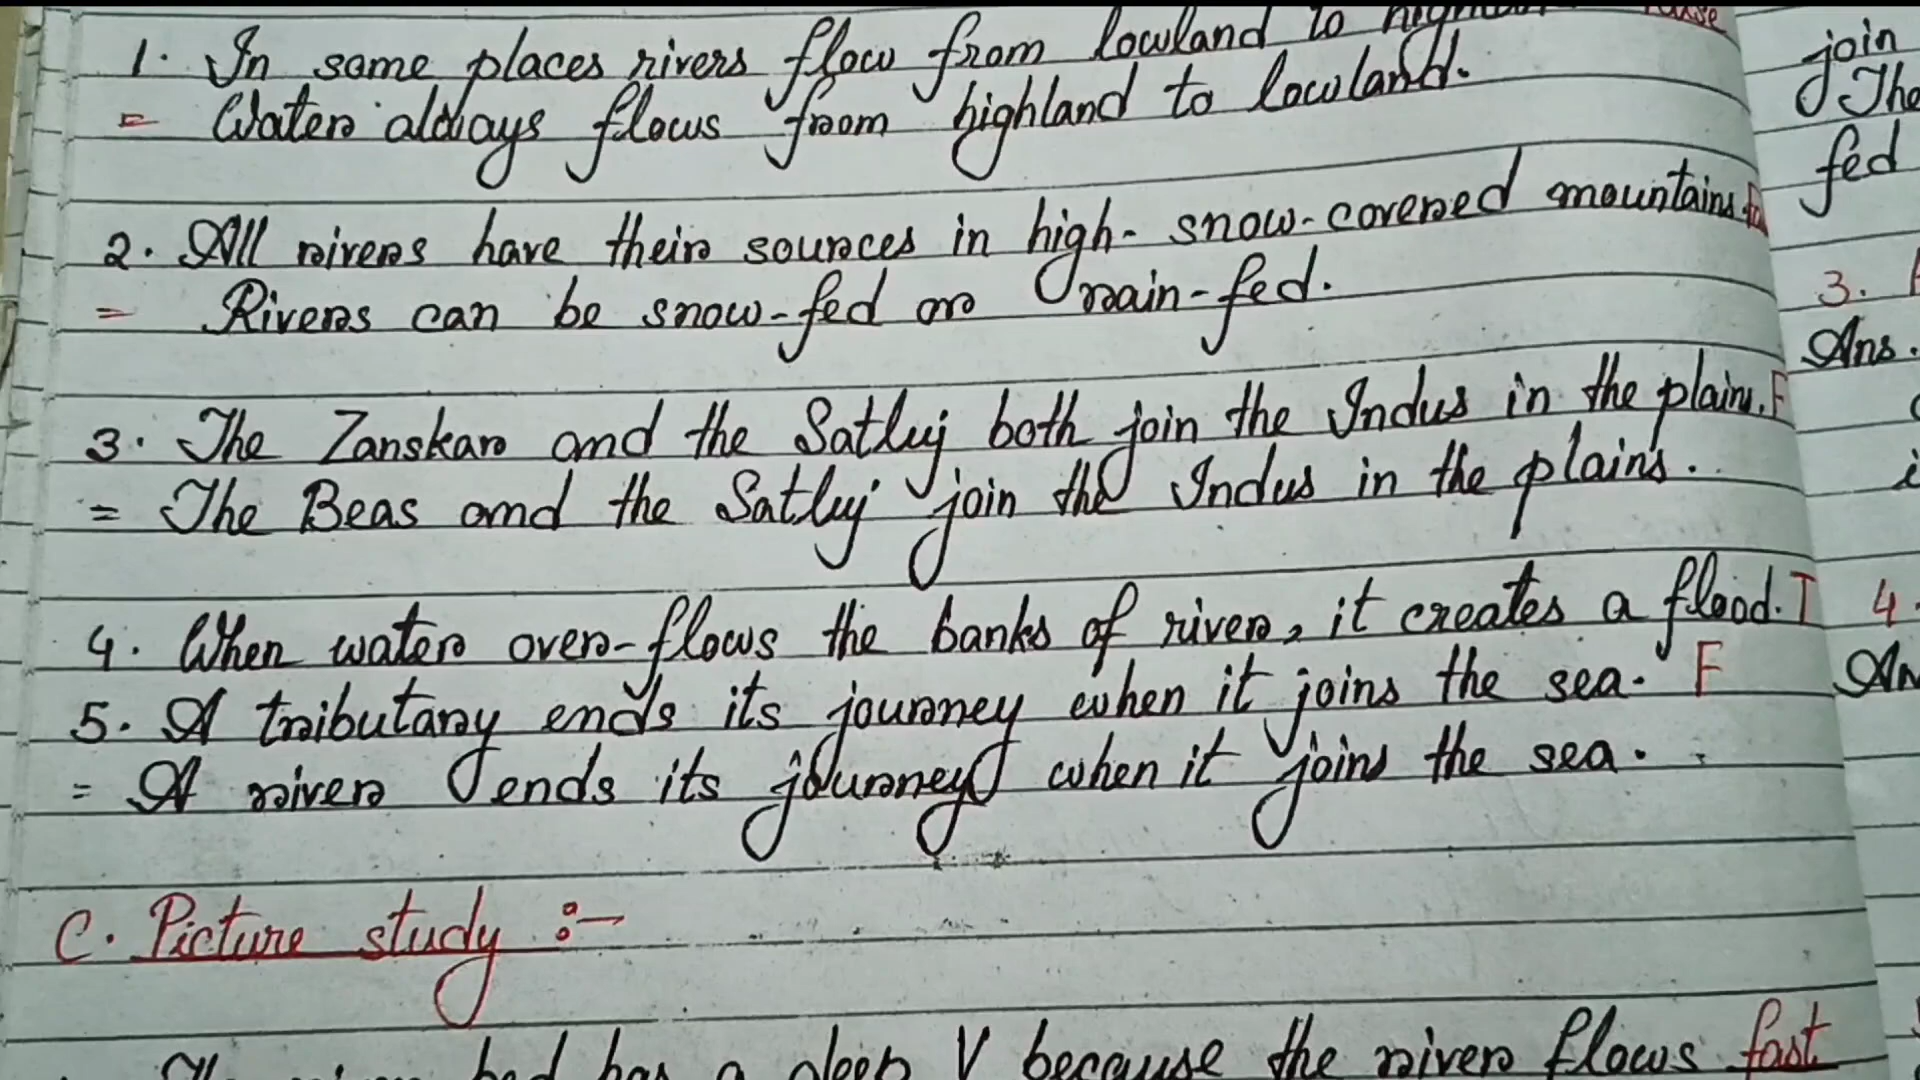 1. In some places rivers flow from lowland to
= Water always flows from highland to lowland.
2. All rivers have their sources in high-snow-covered mountains.
= Rivers can be snow-fed or rain-fed.
3. The Zanskar and the Satluj both join the Indus in the plains. F
= The Beas and the Satluj join the Indus in the plains.
4. When water over-flows the banks of river, it creates a flood. T
5. A tributary ends its journey when it joins the sea. F
= A river ends its journey when it joins the sea.
C. Picture study :-
bed has a deep V because the river flows fast
join
The
fed
3.
Ans.
4